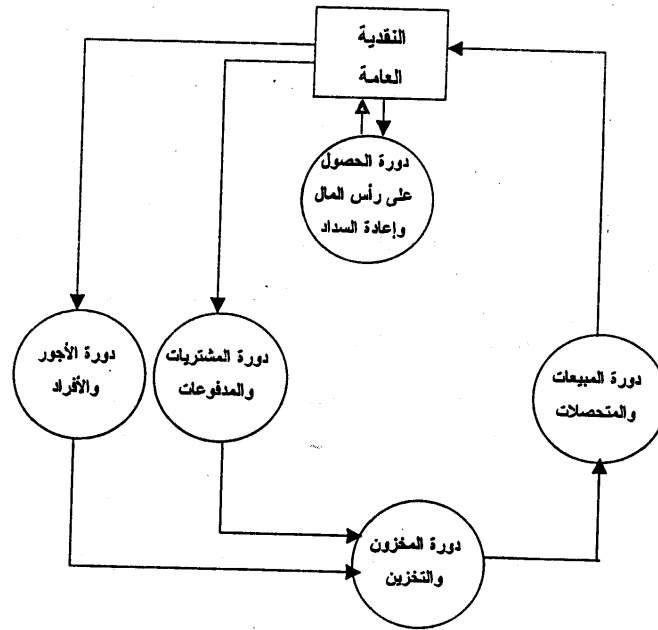 النقدية
العامة
دورة الحصول
على رأس المال
وإعادة السداد
دورة الأجور
والأفراد
دورة المشتريات
والمدفوعات
دورة المبيعات
والمتحصلات
دورة المخزون
والتخزين